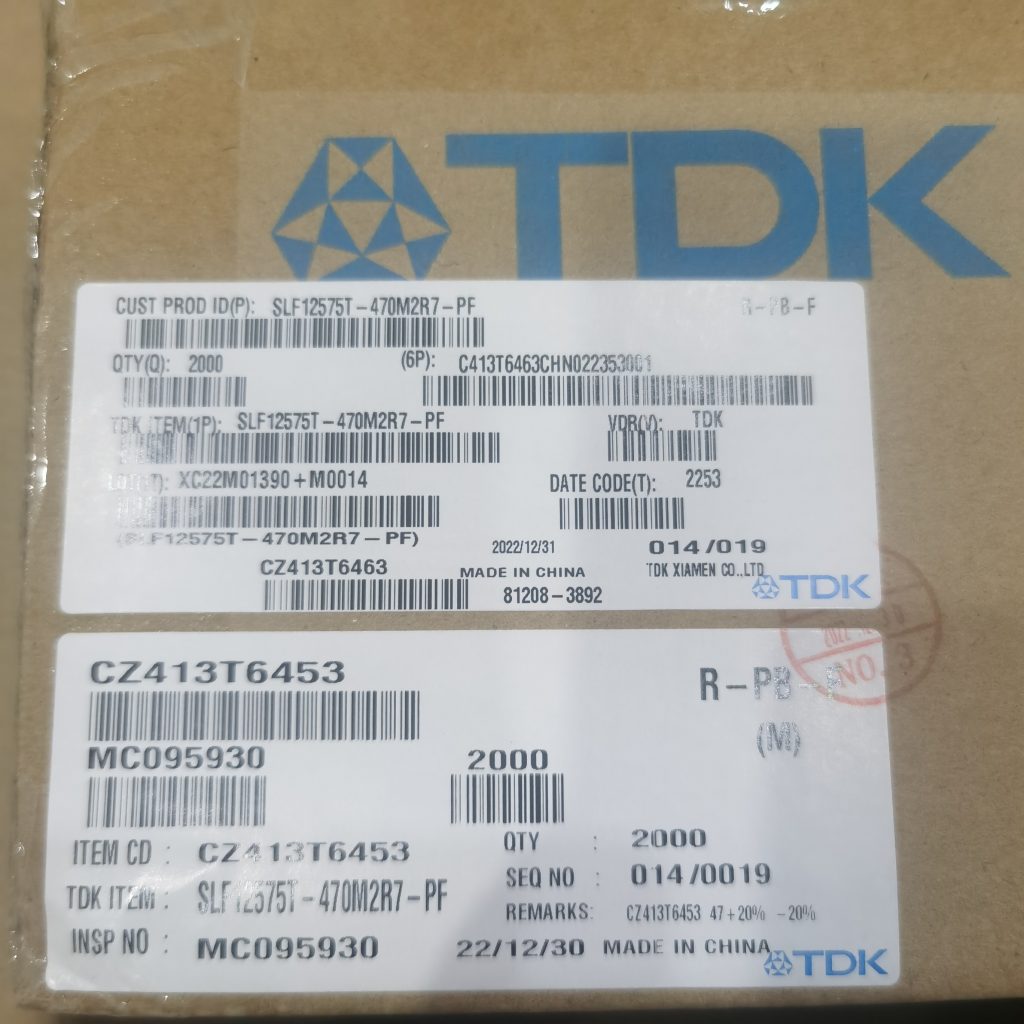 TDK
CUST PROD ID(P): SLF12575T-470M2R7-PF R-PB-F
QTY(Q): 2000 (6P): C413T6463CHN022353001
TDK ITEM(1P): SLF12575T-470M2R7-PF VDR(V): TDK
XC22M01390+M0014 DATE CODE(T): 2253
(SLF12575T-470M2R7-PF) 2022/12/31 014/019
CZ413T6463 MADE IN CHINA TDK XIAMEN CO.,LTD
81208-3892 TDK
CZ413T6453 R-PB-F
NO. 3
(M)
MC095930 2000
ITEM CD : CZ413T6453 QTY : 2000
TDK ITEM : SLF12575T-470M2R7-PF SEQ NO : 014/0019
REMARKS: CZ413T6453 47+20% -20%
INSP NO : MC095930 22/12/30 MADE IN CHINA TDK